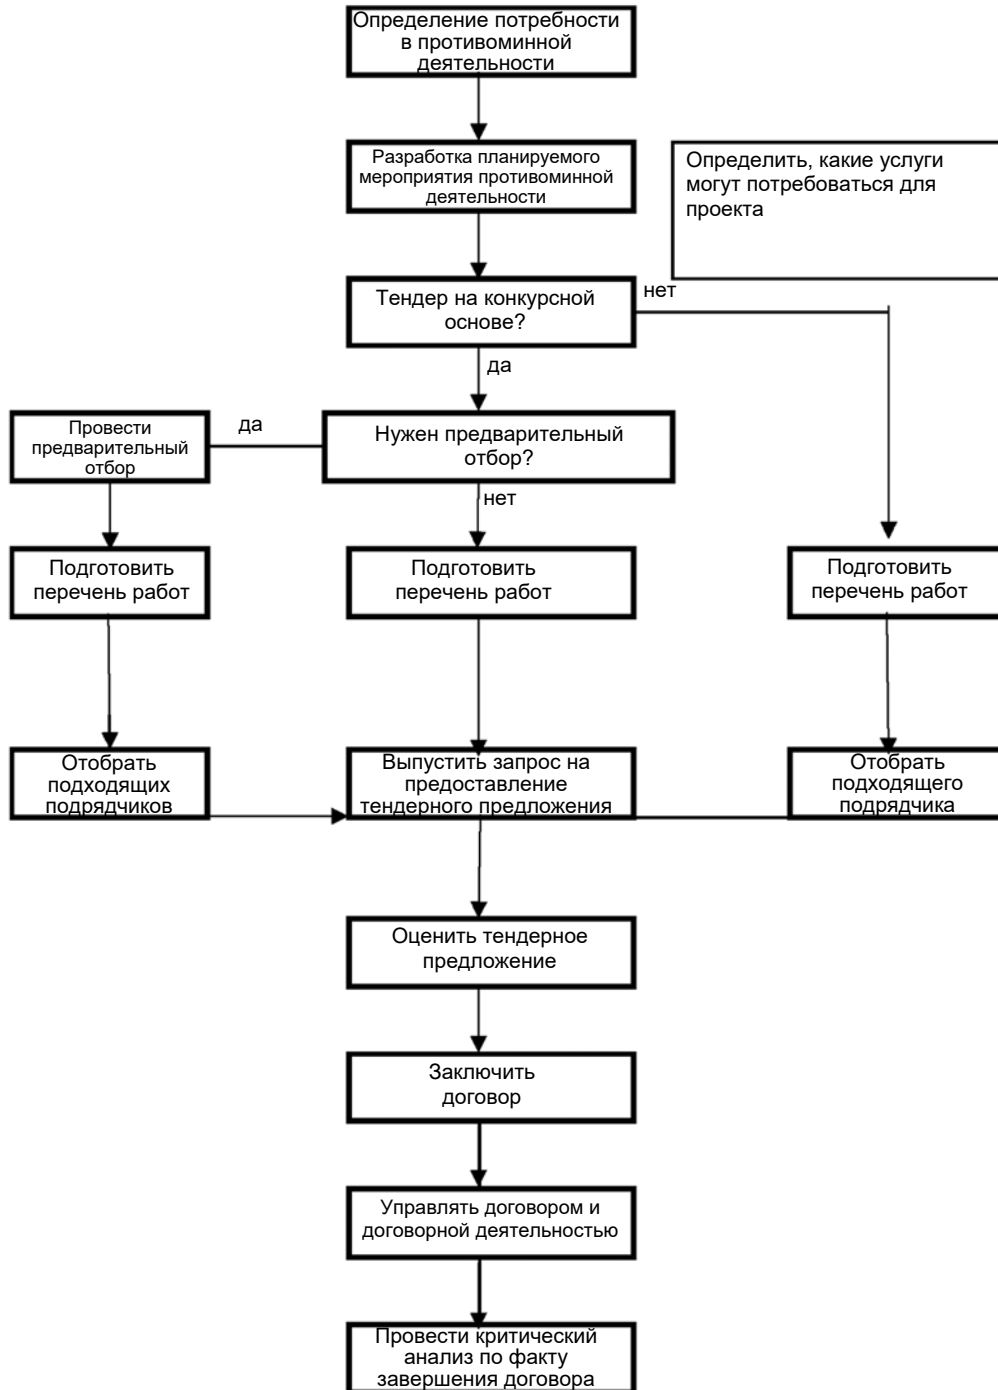 Определение потребности
в противоминной
деятельности
Разработка планируемого
мероприятия противоминной
деятельности
Определить, какие услуги
могут потребоваться для
проекта
Тендер на конкурсной
основе?
нет
да
Провести
предварительный
отбор
да
Нужен предварительный
отбор?
нет
Подготовить
перечень работ
Подготовить
перечень работ
Подготовить
перечень работ
Отобрать
подходящих
подрядчиков
Выпустить запрос на
предоставление
тендерного предложения
Отобрать
подходящего
подрядчика
Оценить тендерное
предложение
Заключить
договор
Управлять договором и
договорной деятельностью
Провести критический
анализ по факту
завершения договора